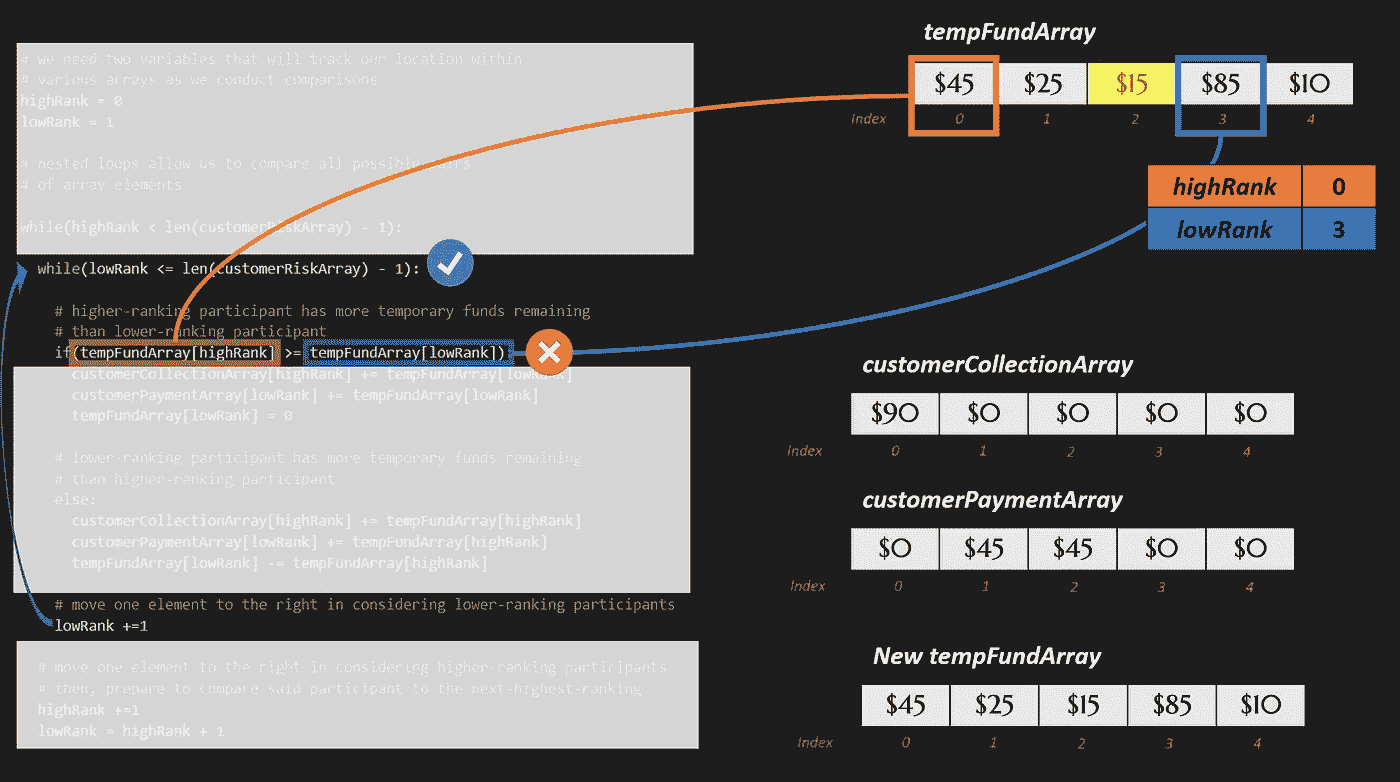 # we need two variables that will track our location within
# various arrays as we conduct comparisons
highRank = 0
lowRank = 1
# nested loops allow us to compare all possible pairs
# of array elements
while(highRank < len(customerRiskArray) - 1):
while(lowRank <= len(customerRiskArray) - 1):
# higher-ranking participant has more temporary funds remaining
# than lower-ranking participant
if(tempFundArray[highRank] >= tempFundArray[lowRank])
customerCollectionArray[highRank] += tempFundArray[lowRank]
customerPaymentArray[lowRank] += tempFundArray[lowRank]
tempFundArray[lowRank] = 0
# lower-ranking participant has more temporary funds remaining
# than higher-ranking participant
else:
customerCollectionArray[highRank] += tempFundArray[highRank]
customerPaymentArray[lowRank] += tempFundArray[highRank]
tempFundArray[lowRank] -= tempFundArray[highRank]
# move one element to the right in considering lower-ranking participants
lowRank +=1
# move one element to the right in considering higher-ranking participants
# then, prepare to compare said participant to the next-highest-ranking
highRank +=1
lowRank = highRank + 1
tempFundArray
$45 $25 $15 $85 $10
Index 0 1 2 3 4
highRank 0
lowRank 3
customerCollectionArray
$90 $0 $0 $0 $0
Index 0 1 2 3 4
customerPaymentArray
$0 $45 $45 $0 $0
Index 0 1 2 3 4
New tempFundArray
$45 $25 $15 $85 $10
Index 0 1 2 3 4